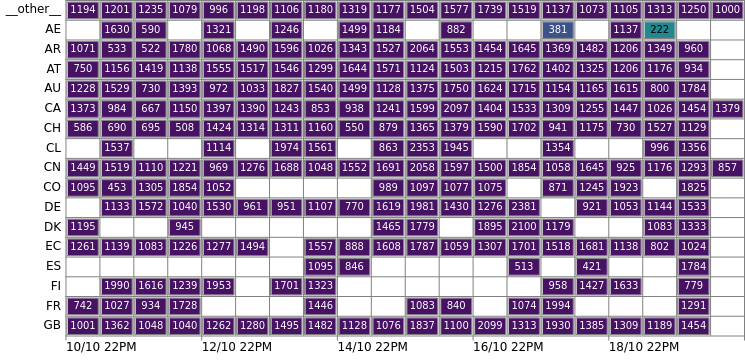 __other__ 1194 1201 1235 1079 996 1198 1106 1180 1319 1177 1504 1577 1739 1519 1137 1073 1105 1313 1250 1000
AE 1630 590 1321 1246 1499 1184 882 381 1137 222
AR 1071 533 522 1780 1068 1490 1596 1026 1343 1527 2064 1553 1454 1645 1369 1482 1206 1349 960
AT 750 1156 1419 1138 1555 1517 1546 1299 1644 1571 1124 1503 1215 1762 1402 1325 1206 1176 934
AU 1228 1529 730 1393 972 1033 1827 1540 1499 1128 1375 1750 1624 1715 1154 1165 1615 800 1784
CA 1373 984 667 1150 1397 1390 1243 853 938 1241 1599 2097 1404 1533 1309 1255 1447 1026 1454 1379
CH 586 690 695 508 1424 1314 1311 1160 550 879 1365 1379 1590 1702 941 1175 730 1527 1129
CL 1537 1114 1974 1561 863 2353 1945 1354 996 1356
CN 1449 1519 1110 1221 969 1276 1688 1048 1552 1691 2058 1597 1500 1854 1058 1645 925 1176 1293 857
CO 1095 453 1305 1854 1052 989 1097 1077 1075 871 1245 1923 1825
DE 1133 1572 1040 1530 961 951 1107 770 1619 1981 1430 1276 2381 921 1053 1144 1533
DK 1195 945 1465 1779 1895 2100 1179 1083 1333
EC 1261 1139 1083 1226 1277 1494 1557 888 1608 1787 1059 1307 1701 1518 1681 1138 802 1024
ES 1095 846 513 421 1784
FI 1990 1616 1239 1953 1701 1323 958 1427 1633 779
FR 742 1027 934 1728 1446 1083 840 1074 1994 1291
GB 1001 1362 1048 1040 1262 1280 1495 1482 1128 1076 1837 1100 2099 1313 1930 1385 1309 1189 1454
10/10 22PM 12/10 22PM 14/10 22PM 16/10 22PM 18/10 22PM